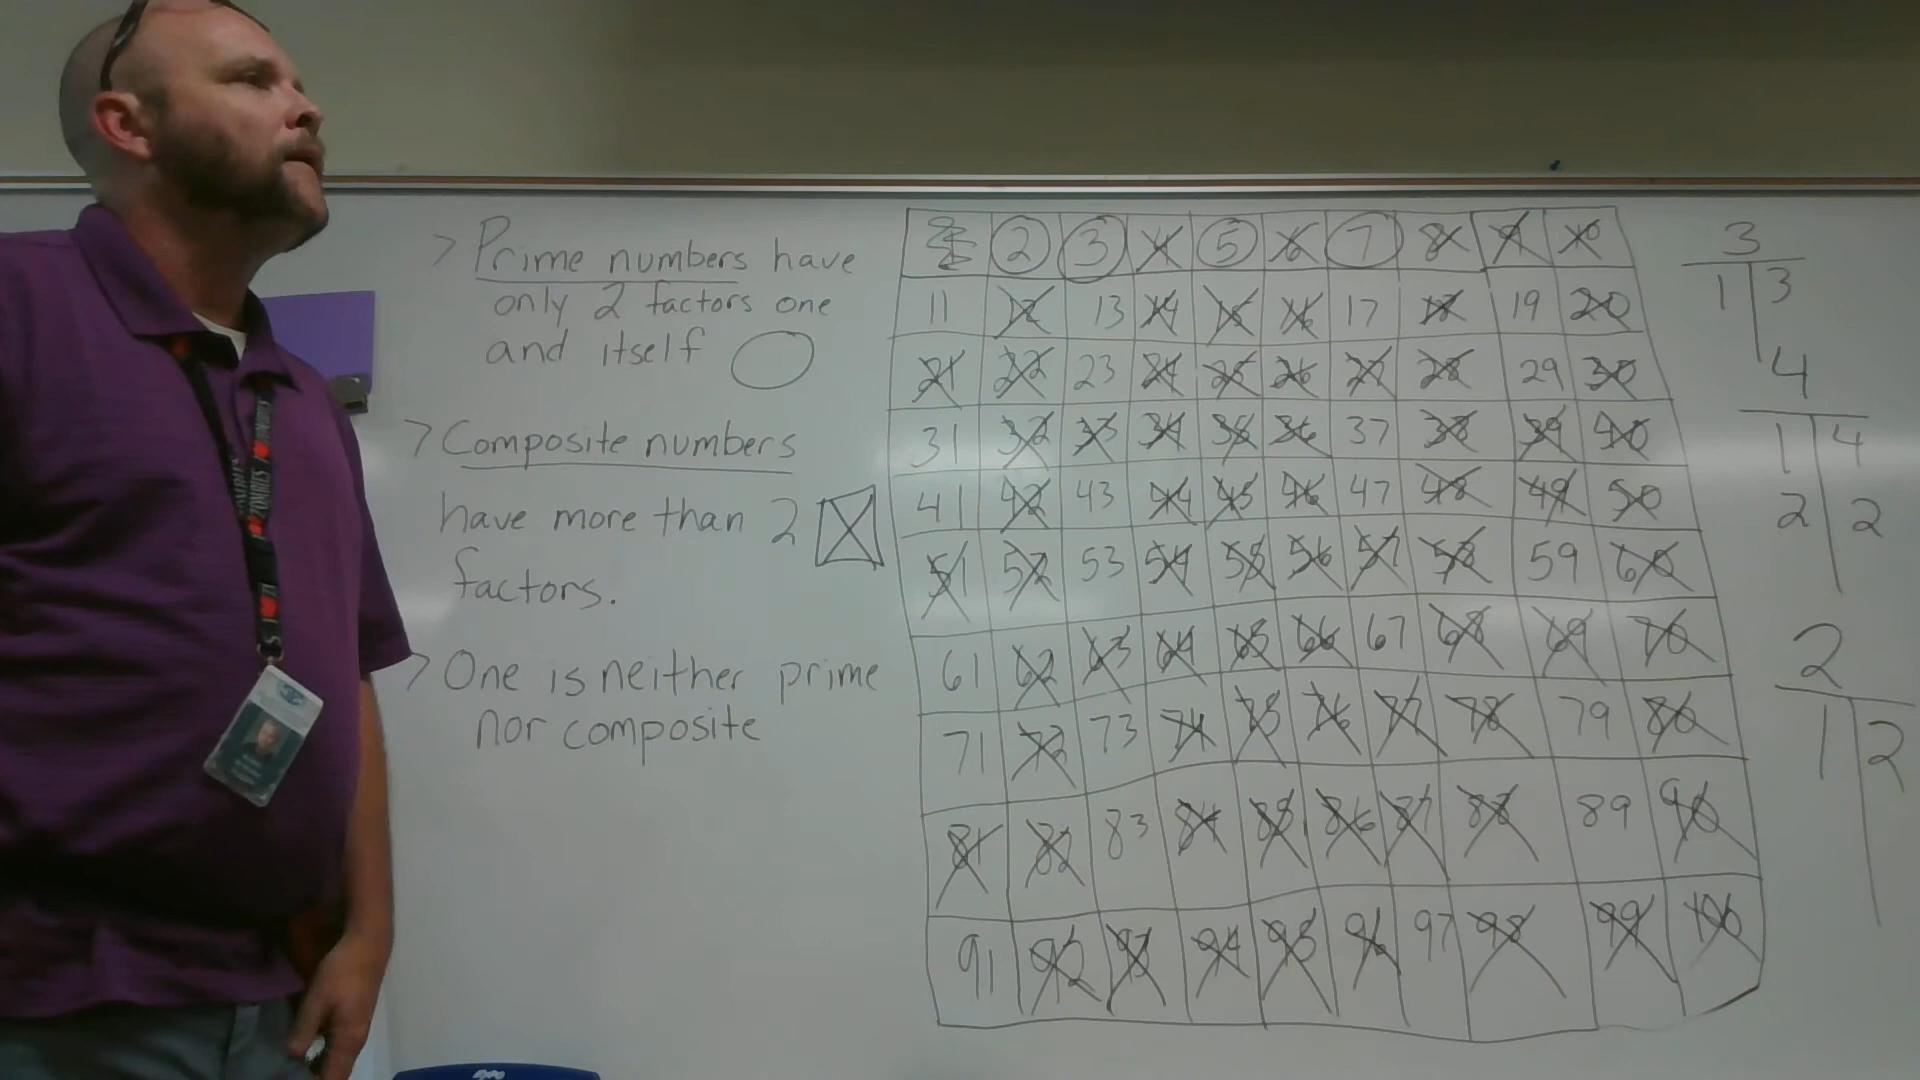 > Prime numbers have
only 2 factors one
and itself
> Composite numbers
have more than 2
factors.
> One is neither prime
nor composite
2 3 4 5 6 7 8 9 10
11 12 13 14 15 16 17 18 19 20
21 22 23 24 25 26 27 28 29 30
31 32 33 34 35 36 37 38 39 40
41 42 43 44 45 46 47 48 49 50
51 52 53 54 55 56 57 58 59 60
61 62 63 64 65 66 67 68 69 70
71 72 73 74 75 76 77 78 79 80
81 82 83 84 85 86 87 88 89 90
91 92 93 94 95 96 97 98 99 100
3
1 3
4
1 4
2 2
2
1 2
ZOMBIES
EXPO